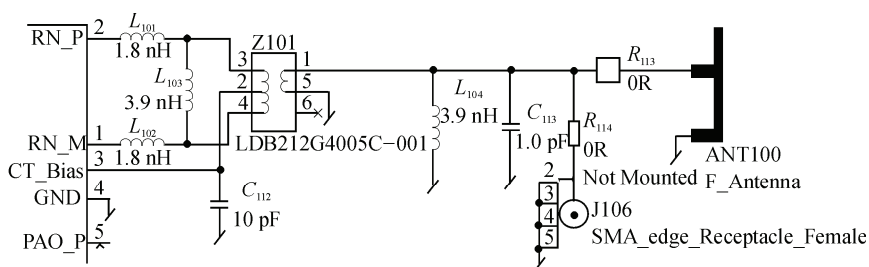 RN_P 2 L101 1.8 nH
Z101
L103 3.9 nH
3 2 4
1 5 6
RN_M 1 L102 1.8 nH
LDB212G4005C-001
CT_Bias 3
GND 4
PAO_P 5
C112 10 pF
L104 3.9 nH
C113 1.0 pF
R113 0R
R114 0R
Not Mounted
ANT100
F_Antenna
2
3
4
5
J106
SMA_edge_Receptacle_Female